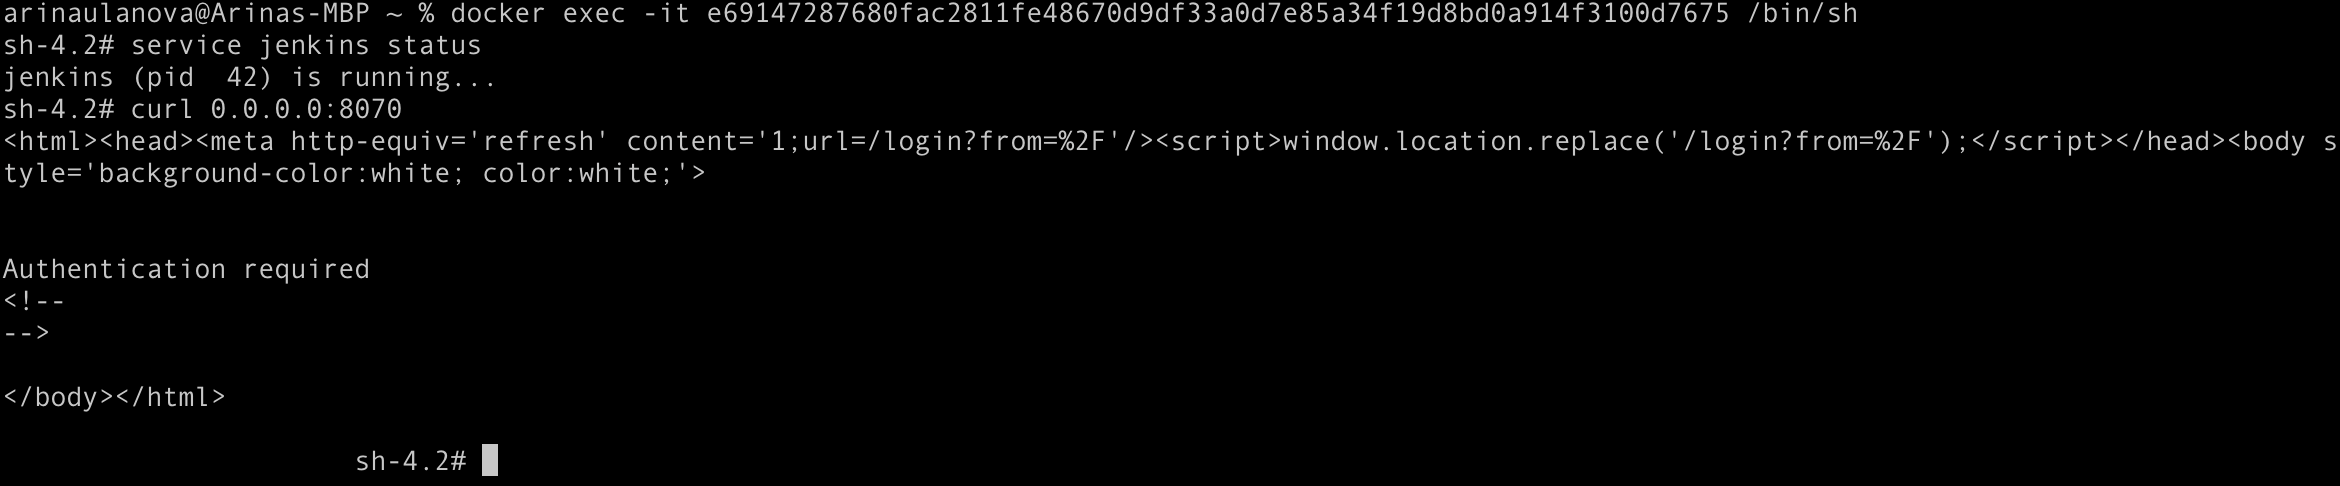 arinaulanova@Arinas-MBP ~ % docker exec -it e69147287680fac2811fe48670d9df33a0d7e85a34f19d8bd0a914f3100d7675 /bin/sh
sh-4.2# service jenkins status
jenkins (pid  42) is running...
sh-4.2# curl 0.0.0.0:8070
<html><head><meta http-equiv='refresh' content='1;url=/login?from=%2F'/><script>window.location.replace('/login?from=%2F');</script></head><body s
tyle='background-color:white; color:white;'>
Authentication required
<!--
-->
</body></html>
sh-4.2#